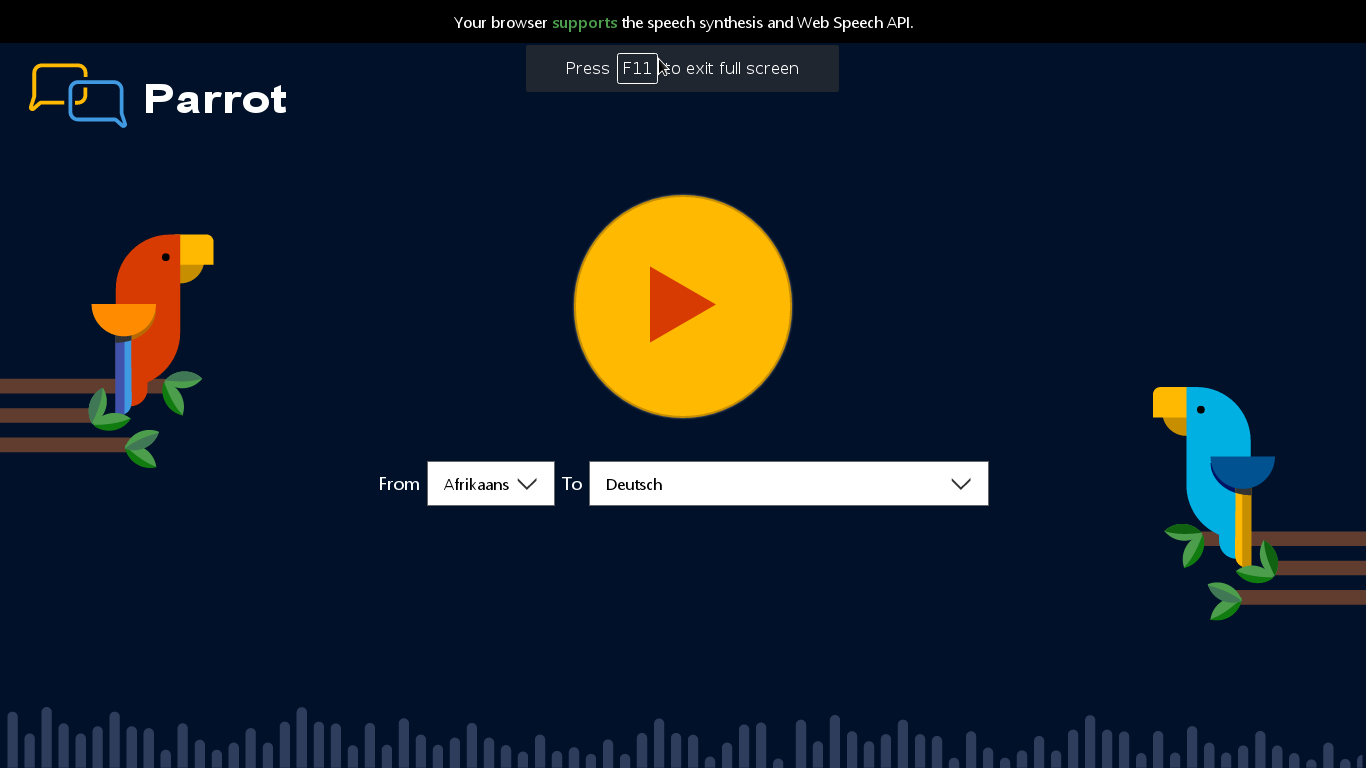 Your browser supports the speech synthesis and Web Speech API.
Press F11 to exit full screen
Parrot
From Afrikaans To Deutsch